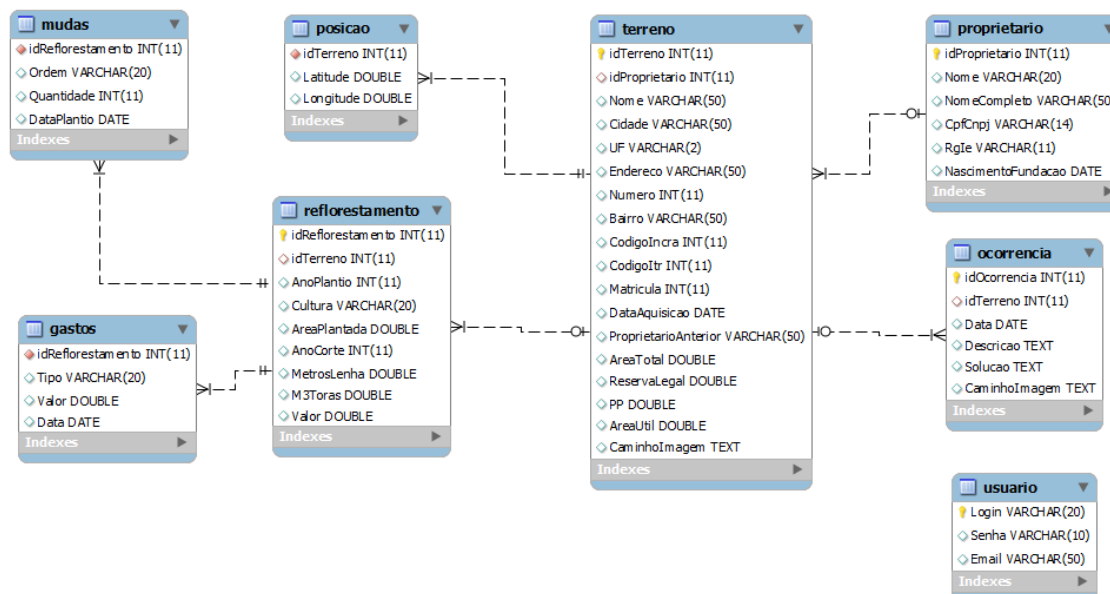 mudas
idReflorestamento INT(11)
Ordem VARCHAR(20)
Quantidade INT(11)
DataPlantio DATE
Indexes
posicao
idTerreno INT(11)
Latitude DOUBLE
Longitude DOUBLE
Indexes
terreno
idTerreno INT(11)
idProprietario INT(11)
Nome VARCHAR(50)
Cidade VARCHAR(50)
UF VARCHAR(2)
Endereco VARCHAR(50)
Numero INT(11)
Bairro VARCHAR(50)
CodigoIncra INT(11)
CodigoItr INT(11)
Matricula INT(11)
DataAquisicao DATE
ProprietarioAnterior VARCHAR(50)
AreaTotal DOUBLE
ReservaLegal DOUBLE
PP DOUBLE
AreaUtil DOUBLE
CaminhoImagem TEXT
Indexes
proprietario
idProprietario INT(11)
Nome VARCHAR(20)
NomeCompleto VARCHAR(50
CpfCnpj VARCHAR(14)
RgIe VARCHAR(11)
NascimentoFundacao DATE
Indexes
reflorestamento
idReflorestamento INT(11)
idTerreno INT(11)
AnoPlantio INT(11)
Cultura VARCHAR(20)
AreaPlantada DOUBLE
AnoCorte INT(11)
MetrosLenha DOUBLE
M3Toras DOUBLE
Valor DOUBLE
Indexes
gastos
idReflorestamento INT(11)
Tipo VARCHAR(20)
Valor DOUBLE
Data DATE
Indexes
ocorrencia
idOcorrencia INT(11)
idTerreno INT(11)
Data DATE
Descricao TEXT
Solucao TEXT
CaminhoImagem TEXT
Indexes
usuario
Login VARCHAR(20)
Senha VARCHAR(10)
Email VARCHAR(50)
Indexes